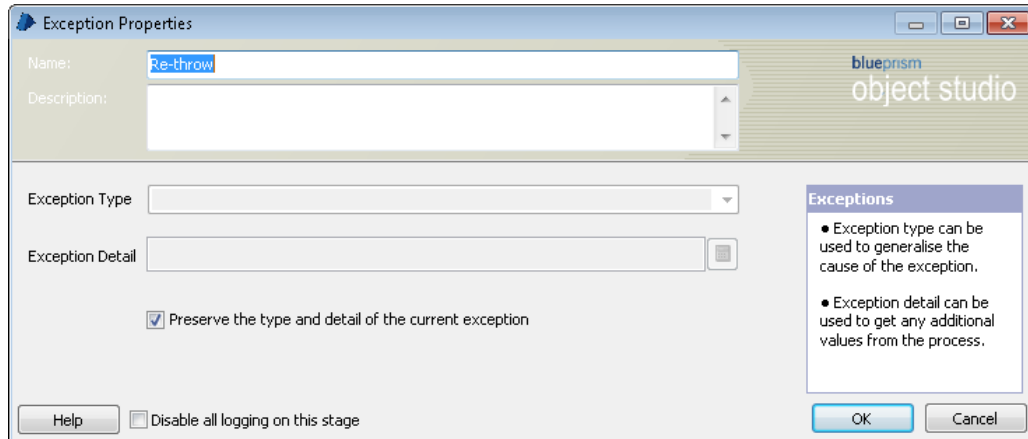 Exception Properties
Name:
Re-throw
blueprism
object studio
Description:
Exception Type
Exception Detail
Preserve the type and detail of the current exception
Exceptions
● Exception type can be
used to generalise the
cause of the exception.
● Exception detail can be
used to get any additional
values from the process.
Help
Disable all logging on this stage
OK
Cancel